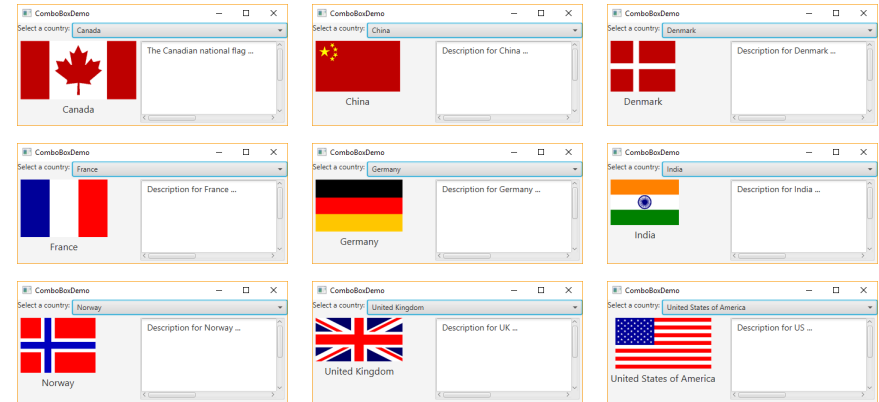 ComboBoxDemo
Select a country: Canada
The Canadian national flag ...
Canada
ComboBoxDemo
Select a country: China
Description for China ...
China
ComboBoxDemo
Select a country: Denmark
Description for Denmark ...
Denmark
ComboBoxDemo
Select a country: France
Description for France ...
France
ComboBoxDemo
Select a country: Germany
Description for Germany ...
Germany
ComboBoxDemo
Select a country: India
Description for India ...
India
ComboBoxDemo
Select a country: Norway
Description for Norway ...
Norway
ComboBoxDemo
Select a country: United Kingdom
Description for UK ...
United Kingdom
ComboBoxDemo
Select a country: United States of America
Description for US ...
United States of America